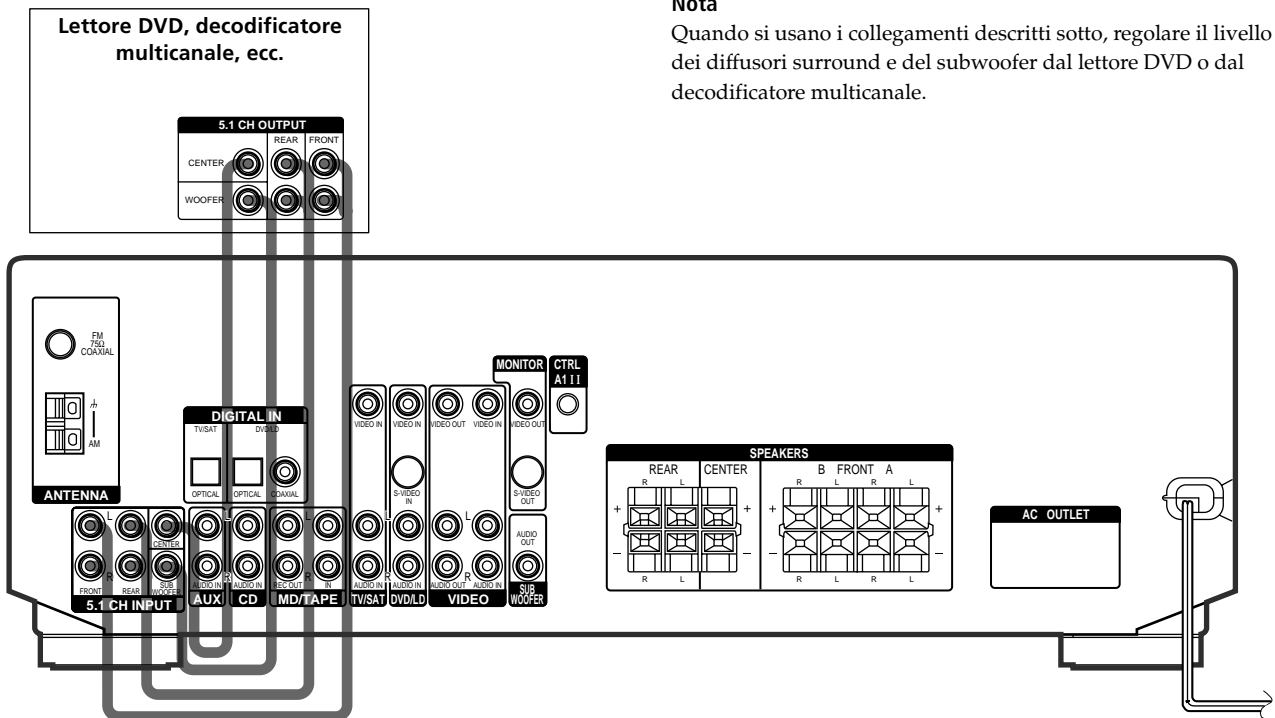 Nota
Quando si usano i collegamenti descritti sotto, regolare il livello
dei diffusori surround e del subwoofer dal lettore DVD o dal
decodificatore multicanale.
Lettore DVD, decodificatore
multicanale, ecc.
5.1 CH OUTPUT
REAR FRONT
CENTER
WOOFER
FM
75Ω
COAXIAL
AM
ANTENNA
DIGITAL IN
TV/SAT DVD/LD
OPTICAL OPTICAL COAXIAL
MONITOR
CTRL
A1 II
VIDEO IN VIDEO IN VIDEO OUT VIDEO IN VIDEO OUT
S-VIDEO
IN
S-VIDEO
OUT
AUDIO
OUT
SUB
WOOFER
L L L L L
CENTER
R R R R R
FRONT REAR
SUB
WOOFER
AUDIO IN AUDIO IN REC OUT IN AUDIO IN AUDIO IN AUDIO OUT AUDIO IN
5.1 CH INPUT AUX CD MD/TAPE TV/SAT DVD/LD VIDEO
SPEAKERS
REAR CENTER B FRONT A
R L R L R L
+ + + +
– – – –
R L R L R L
AC OUTLET